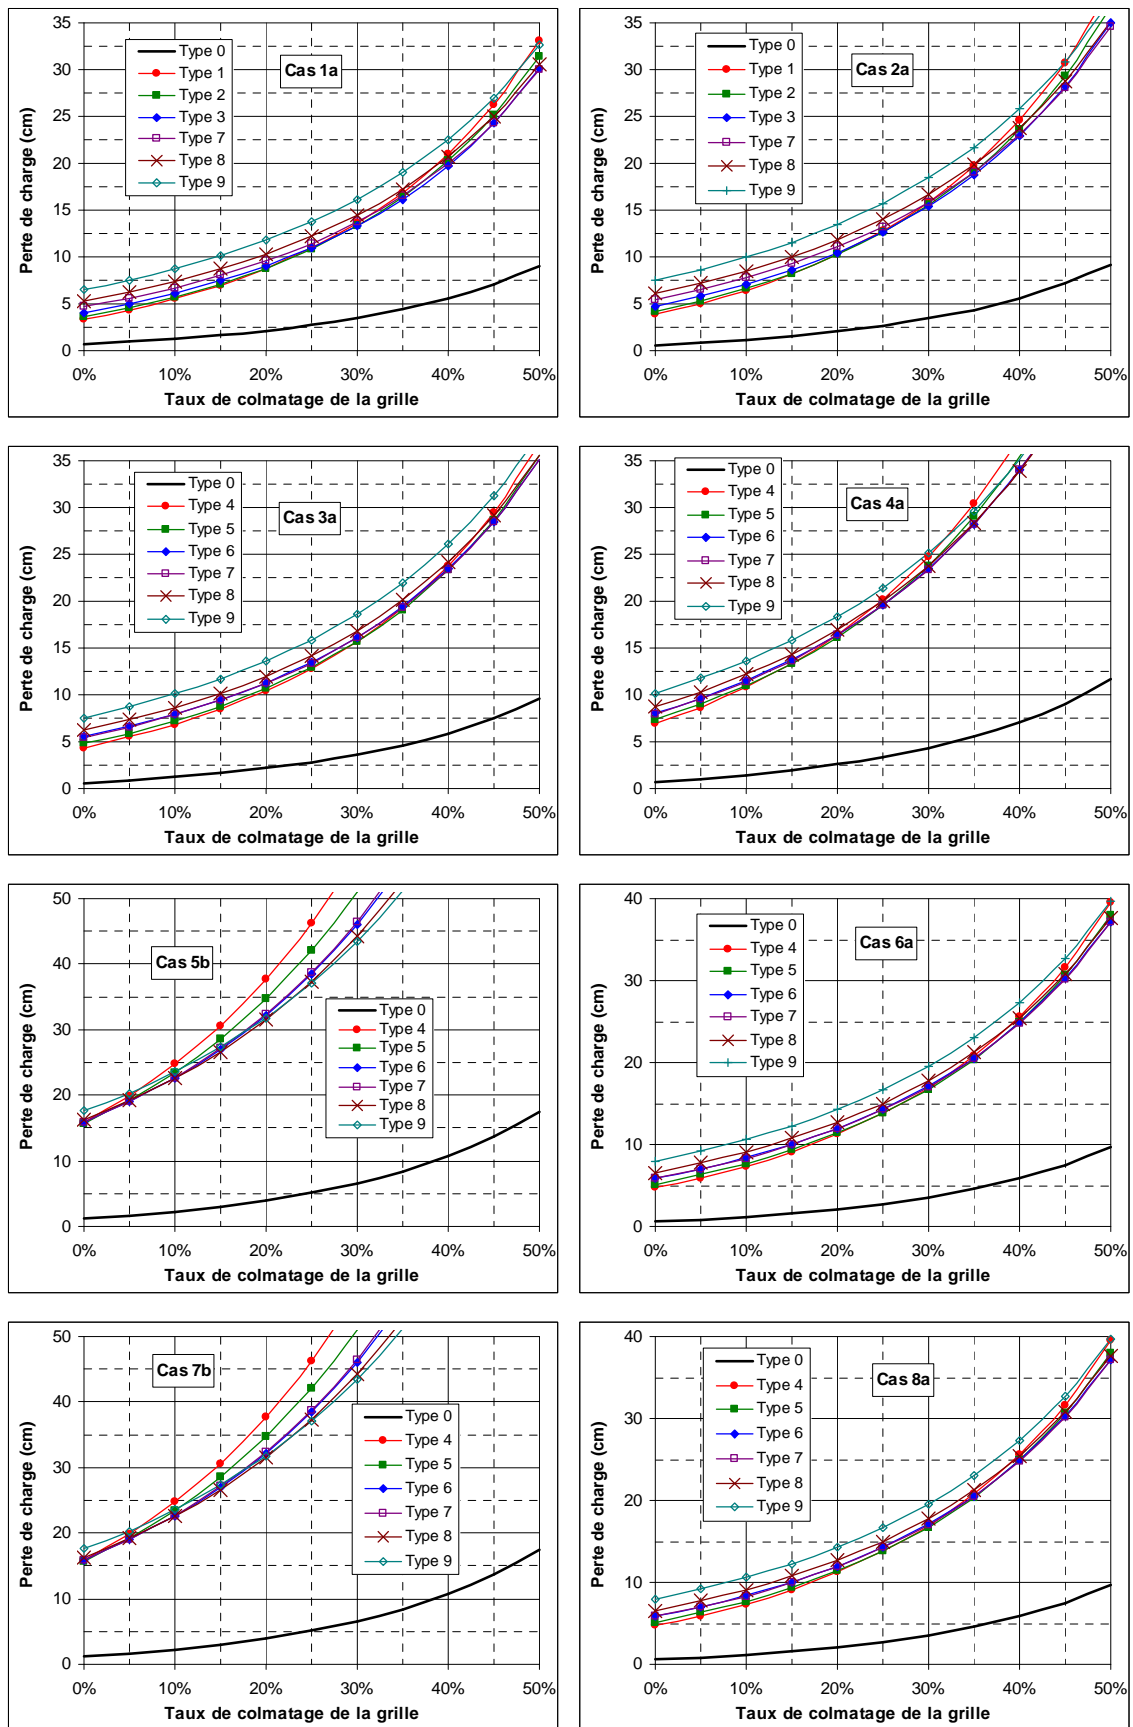 35
30
25
20
15
10
5
0
Perte de charge (cm)
Type 0
Type 1
Type 2
Type 3
Type 7
Type 8
Type 9
Cas 1a
0% 10% 20% 30% 40% 50%
Taux de colmatage de la grille
35
30
25
20
15
10
5
0
Perte de charge (cm)
Type 0
Type 1
Type 2
Type 3
Type 7
Type 8
Type 9
Cas 2a
0% 10% 20% 30% 40% 50%
Taux de colmatage de la grille
35
30
25
20
15
10
5
0
Perte de charge (cm)
Type 0
Type 4
Type 5
Type 6
Type 7
Type 8
Type 9
Cas 3a
0% 10% 20% 30% 40% 50%
Taux de colmatage de la grille
35
30
25
20
15
10
5
0
Perte de charge (cm)
Type 0
Type 4
Type 5
Type 6
Type 7
Type 8
Type 9
Cas 4a
0% 10% 20% 30% 40% 50%
Taux de colmatage de la grille
50
40
30
20
10
0
Perte de charge (cm)
Cas 5b
Type 0
Type 4
Type 5
Type 6
Type 7
Type 8
Type 9
0% 10% 20% 30% 40% 50%
Taux de colmatage de la grille
40
30
20
10
0
Perte de charge (cm)
Type 0
Type 4
Type 5
Type 6
Type 7
Type 8
Type 9
Cas 6a
0% 10% 20% 30% 40% 50%
Taux de colmatage de la grille
50
40
30
20
10
0
Perte de charge (cm)
Cas 7b
Type 0
Type 4
Type 5
Type 6
Type 7
Type 8
Type 9
0% 10% 20% 30% 40% 50%
Taux de colmatage de la grille
40
30
20
10
0
Perte de charge (cm)
Type 0
Type 4
Type 5
Type 6
Type 7
Type 8
Type 9
Cas 8a
0% 10% 20% 30% 40% 50%
Taux de colmatage de la grille